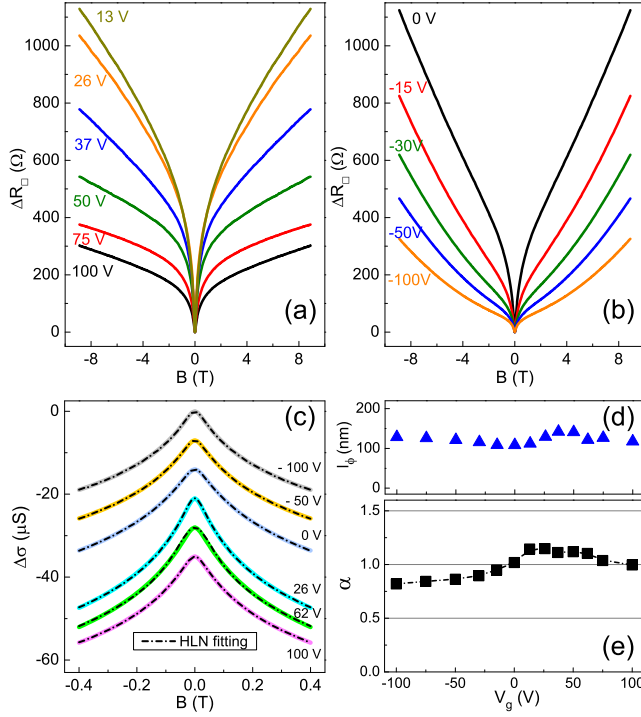 13 V
26 V
37 V
50 V
75 V
100 V
(a)
ΔR□ (Ω)
1000
800
600
400
200
0
-8 -4 0 4 8
B (T)
0 V
-15 V
-30V
-50V
-100V
(b)
ΔR□ (Ω)
1000
800
600
400
200
0
-8 -4 0 4 8
B (T)
(c)
Δσ (μS)
0
-20
-40
-60
- 100 V
- 50 V
0 V
26 V
62 V
100 V
HLN fitting
-0.4 -0.2 0.0 0.2 0.4
B (T)
(d)
lϕ (nm)
200
150
100
50
0
(e)
α
1.5
1.0
0.5
0.0
-100 -50 0 50 100
Vg (V)